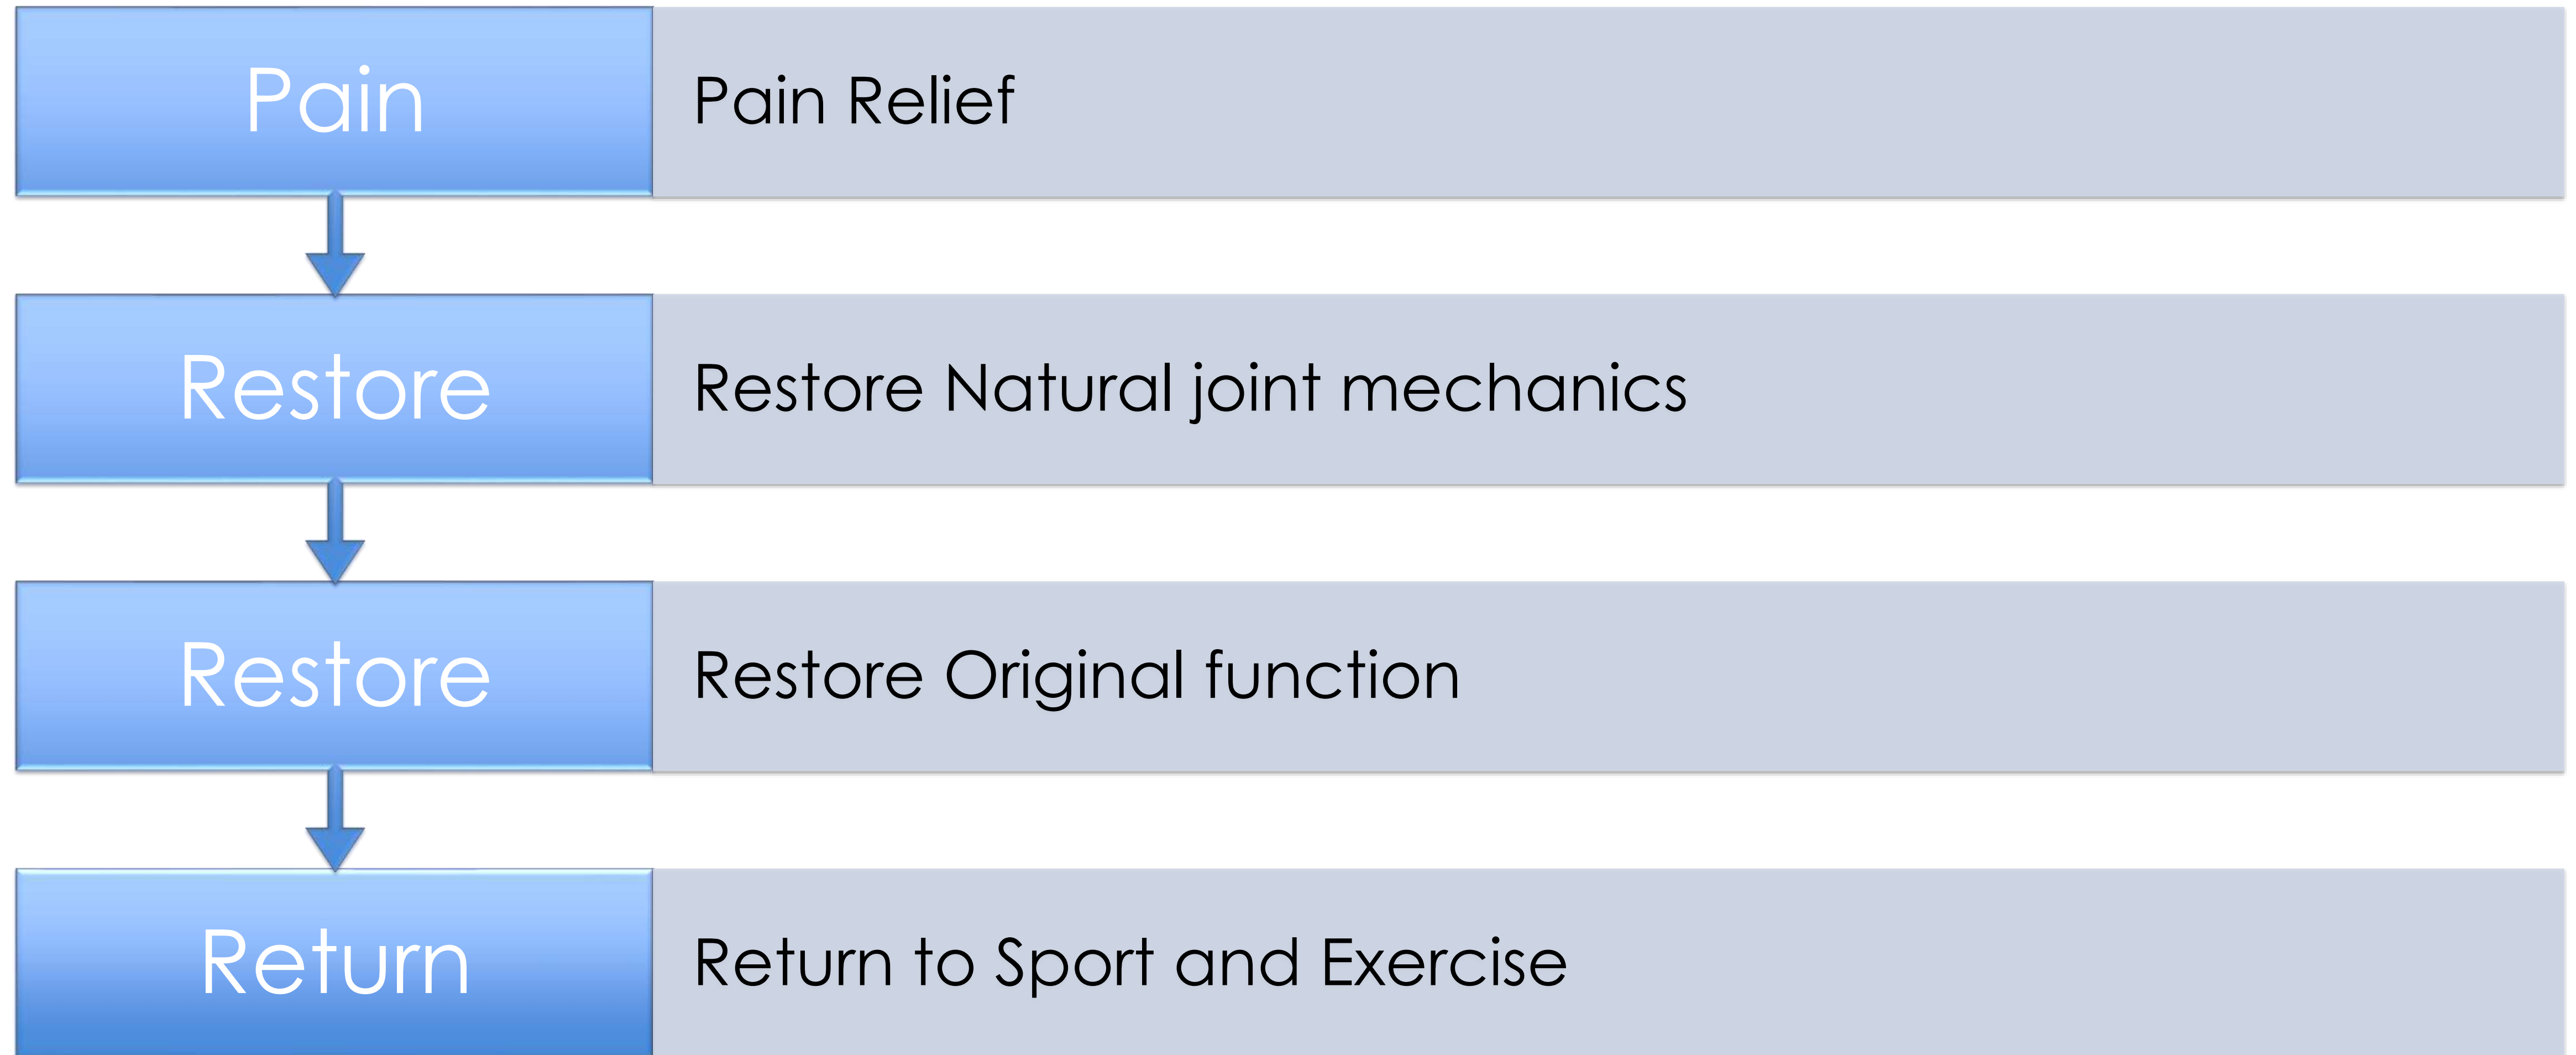 Pain
Pain Relief
Restore
Restore Natural joint mechanics
Restore
Restore Original function
Return
Return to Sport and Exercise